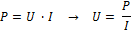 P = U · I → U = P/I